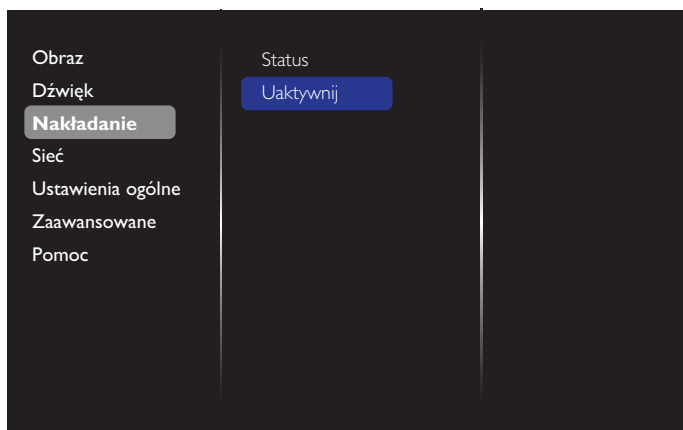 Obraz
Dźwięk
Nakładanie
Sieć
Ustawienia ogólne
Zaawansowane
Pomoc
Status
Uaktywnij